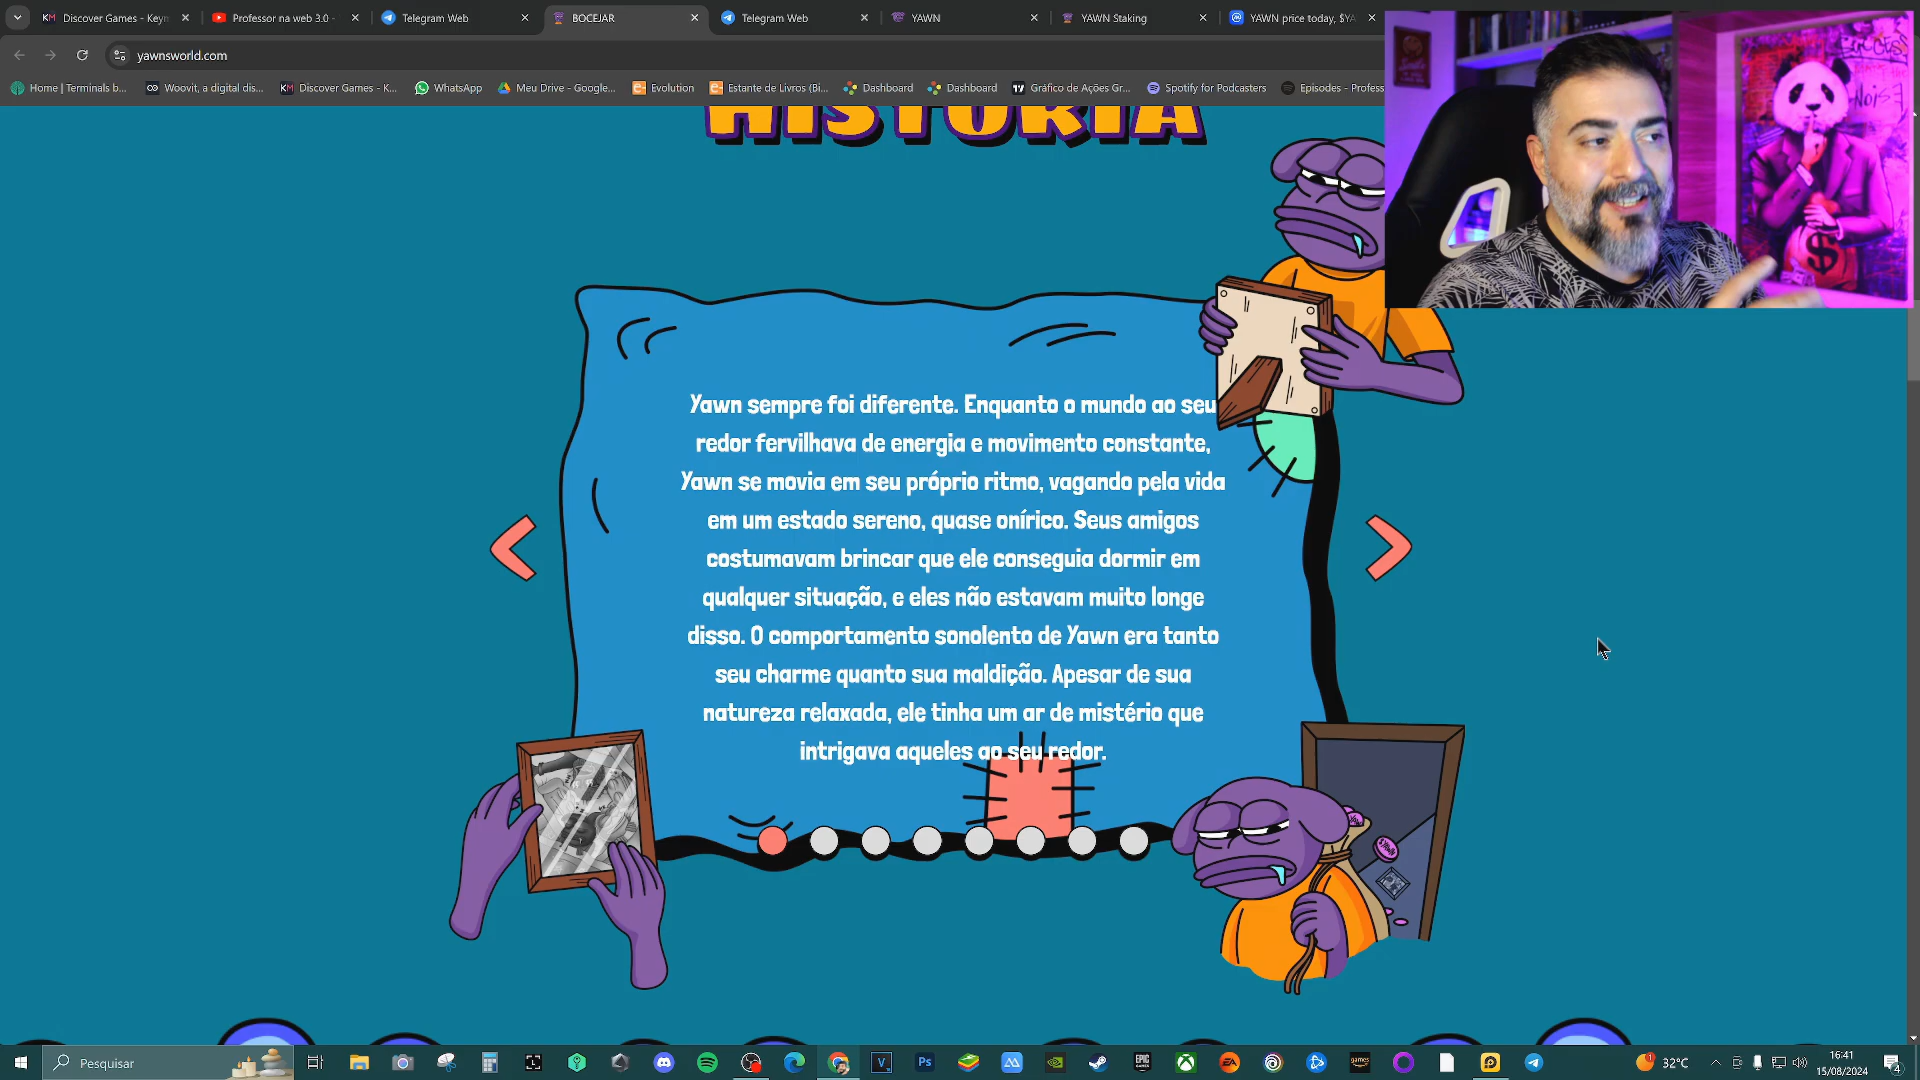 Discover Games - Keyn
Professor na web 3.0 -
Telegram Web
BOCEJAR
Telegram Web
YAWN
YAWN Staking
YAWN price today, $YA
yawnsworld.com
Home | Terminals b...
Woovit, a digital dis...
Discover Games - K...
WhatsApp
Meu Drive - Google...
Evolution
Estante de Livros (Bi...
Dashboard
Dashboard
Gráfico de Ações Gr...
Spotify for Podcasters
Episodes - Profess
HISTÓRIA
Yawn sempre foi diferente. Enquanto o mundo ao seu
redor fervilhava de energia e movimento constante,
Yawn se movia em seu próprio ritmo, vagando pela vida
em um estado sereno, quase onírico. Seus amigos
costumavam brincar que ele conseguia dormir em
qualquer situação, e eles não estavam muito longe
disso. O comportamento sonolento de Yawn era tanto
seu charme quanto sua maldição. Apesar de sua
natureza relaxada, ele tinha um ar de mistério que
intrigava aqueles ao seu redor.
Pesquisar
32°C
16:41
15/08/2024
4